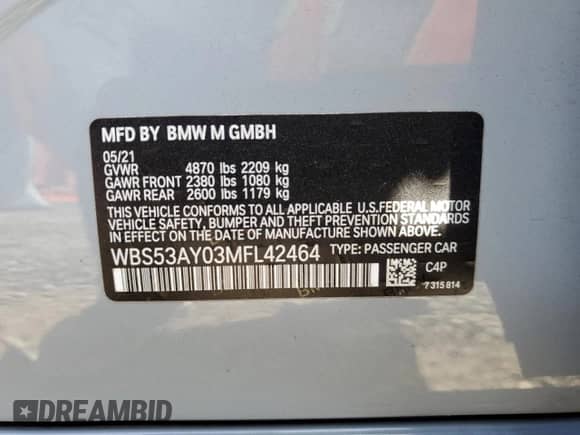 MFD BY BMW M GMBH
05/21
GVWR 4870 lbs 2209 kg
GAWR FRONT 2380 lbs 1080 kg
GAWR REAR 2600 lbs 1179 kg
THIS VEHICLE CONFORMS TO ALL APPLICABLE U.S.FEDERAL MOTOR
VEHICLE SAFETY, BUMPER AND THEFT PREVENTION STANDARDS
IN EFFECT ON THE DATE OF MANUFACTURE SHOWN ABOVE.
WBS53AY03MFL42464 TYPE: PASSENGER CAR
C4P
7315814
DREAMBID